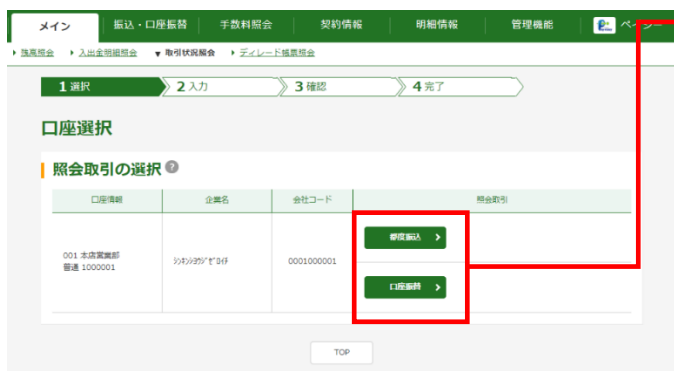 メイン 振込・口座振替 手数料照会 契約情報 明細情報 管理機能 ペイジー
残高照会 入出金明細照会 取引状況照会 ディレード帳票照会
1 選択 2 入力 3 確認 4 完了
口座選択
照会取引の選択 ?
口座情報 企業名 会社コード 照会取引
001 本店営業部
普通 1000001
0001000001
都度振込
口座振替
TOP